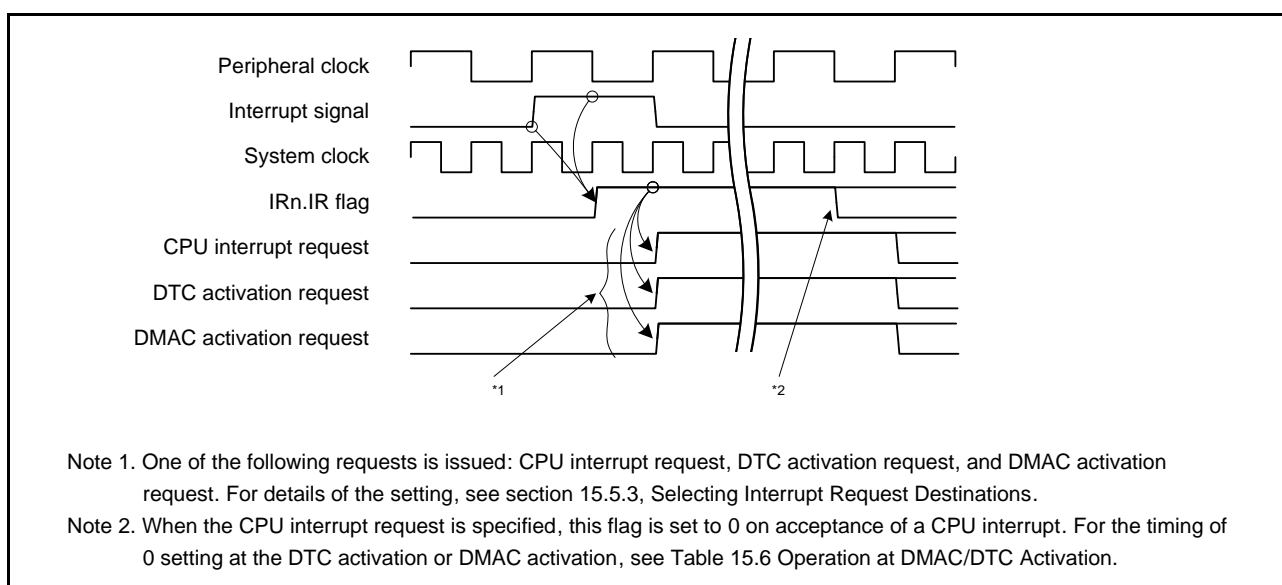 Peripheral clock
Interrupt signal
System clock
IRn.IR flag
CPU interrupt request
DTC activation request
DMAC activation request
*1
*2
Note 1. One of the following requests is issued: CPU interrupt request, DTC activation request, and DMAC activation
request. For details of the setting, see section 15.5.3, Selecting Interrupt Request Destinations.
Note 2. When the CPU interrupt request is specified, this flag is set to 0 on acceptance of a CPU interrupt. For the timing of
0 setting at the DTC activation or DMAC activation, see Table 15.6 Operation at DMAC/DTC Activation.